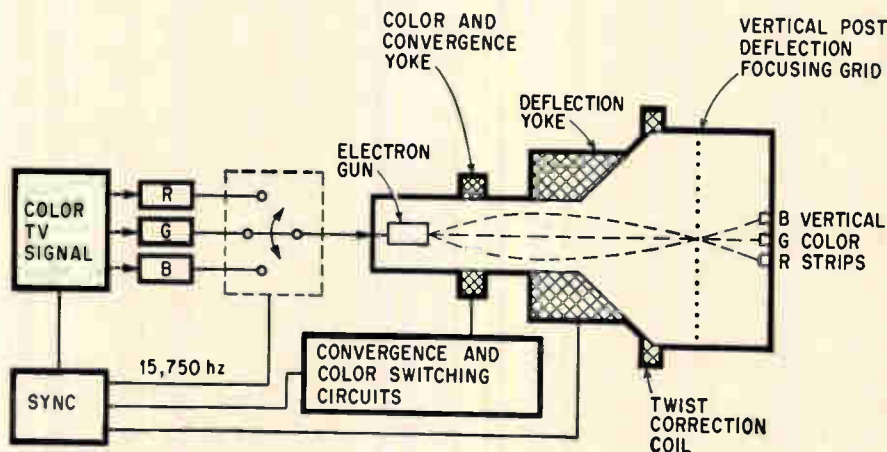 COLOR AND
CONVERGENCE
YOKE
VERTICAL POST
DEFLECTION
FOCUSING GRID
DEFLECTION
YOKE
ELECTRON
GUN
COLOR
TV
SIGNAL
R
G
B
B VERTICAL
G COLOR
R STRIPS
15,750 hz
SYNC
CONVERGENCE AND
COLOR SWITCHING
CIRCUITS
TWIST
CORRECTION
COIL